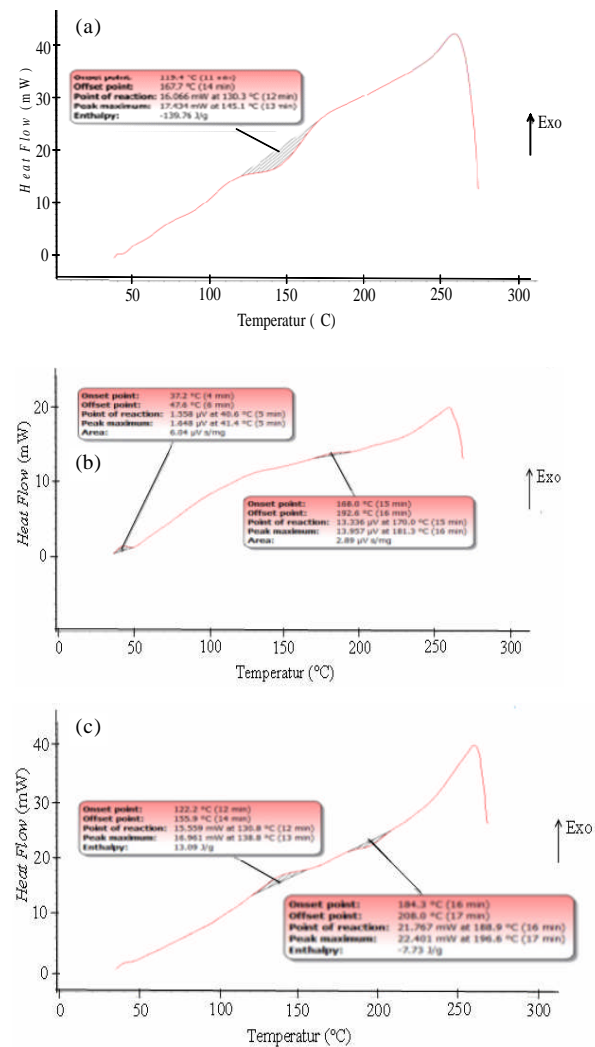 (a)
40
30
20
10
0
Heat Flow (mW)
Onset point: 119.4 °C (11 min)
Offset point: 167.7 °C (14 min)
Point of reaction: 16.066 mW at 130.3 °C (12 min)
Peak maximum: 17.434 mW at 145.1 °C (13 min)
Enthalpy: -139.76 J/g
Exo
50 100 150 200 250 300
Temperatur ( C)
(b)
20
10
0
Heat Flow (mW)
Onset point: 37.2 °C (4 min)
Offset point: 47.6 °C (6 min)
Point of reaction: 1.558 µV at 40.6 °C (5 min)
Peak maximum: 1.648 µV at 41.4 °C (5 min)
Area: 6.04 µV s/mg
Onset point: 168.0 °C (15 min)
Offset point: 192.6 °C (16 min)
Point of reaction: 13.336 µV at 170.0 °C (15 min)
Peak maximum: 13.957 µV at 181.3 °C (16 min)
Area: 2.89 µV s/mg
Exo
0 50 100 150 200 250 300
Temperatur (°C)
(c)
40
30
20
10
0
Heat Flow (mW)
Onset point: 122.2 °C (12 min)
Offset point: 155.9 °C (14 min)
Point of reaction: 15.559 mW at 130.8 °C (12 min)
Peak maximum: 16.961 mW at 138.8 °C (13 min)
Enthalpy: 13.09 J/g
Onset point: 184.3 °C (16 min)
Offset point: 208.0 °C (17 min)
Point of reaction: 21.767 mW at 188.9 °C (16 min)
Peak maximum: 22.401 mW at 196.6 °C (17 min)
Enthalpy: -7.73 J/g
Exo
0 50 100 150 200 250 300
Temperatur (°C)